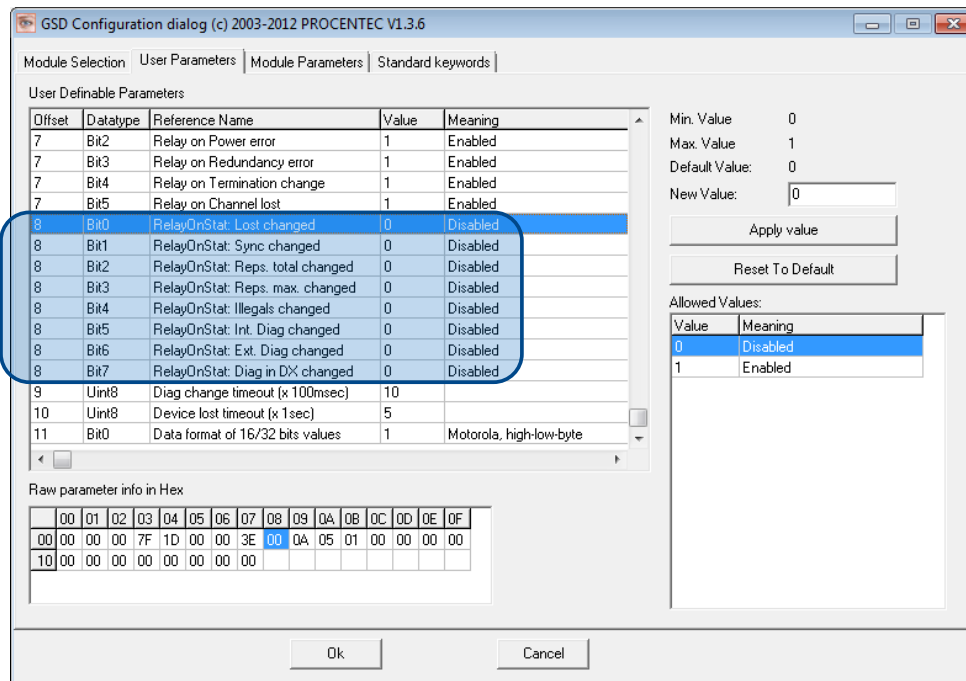 GSD Configuration dialog (c) 2003-2012 PROCENTEC V1.3.6
Module Selection User Parameters Module Parameters Standard keywords
User Definable Parameters
Offset Datatype Reference Name Value Meaning
7 Bit2 Relay on Power error 1 Enabled
7 Bit3 Relay on Redundancy error 1 Enabled
7 Bit4 Relay on Termination change 1 Enabled
7 Bit5 Relay on Channel lost 1 Enabled
8 Bit0 RelayOnStat: Lost changed 0 Disabled
8 Bit1 RelayOnStat: Sync changed 0 Disabled
8 Bit2 RelayOnStat: Reps. total changed 0 Disabled
8 Bit3 RelayOnStat: Reps. max. changed 0 Disabled
8 Bit4 RelayOnStat: Illegals changed 0 Disabled
8 Bit5 RelayOnStat: Int. Diag changed 0 Disabled
8 Bit6 RelayOnStat: Ext. Diag changed 0 Disabled
8 Bit7 RelayOnStat: Diag in DX changed 0 Disabled
9 Uint8 Diag change timeout (x 100msec) 10
10 Uint8 Device lost timeout (x 1sec) 5
11 Bit0 Data format of 16/32 bits values 1 Motorola, high-low-byte
Min. Value 0
Max. Value 1
Default Value: 0
New Value: 0
Apply value
Reset To Default
Allowed Values:
Value Meaning
0 Disabled
1 Enabled
Raw parameter info in Hex
00 01 02 03 04 05 06 07 08 09 0A 0B 0C 0D 0E 0F
00 00 00 00 7F 1D 00 00 3E 00 0A 05 01 00 00 00 00
10 00 00 00 00 00 00 00 00
Ok Cancel